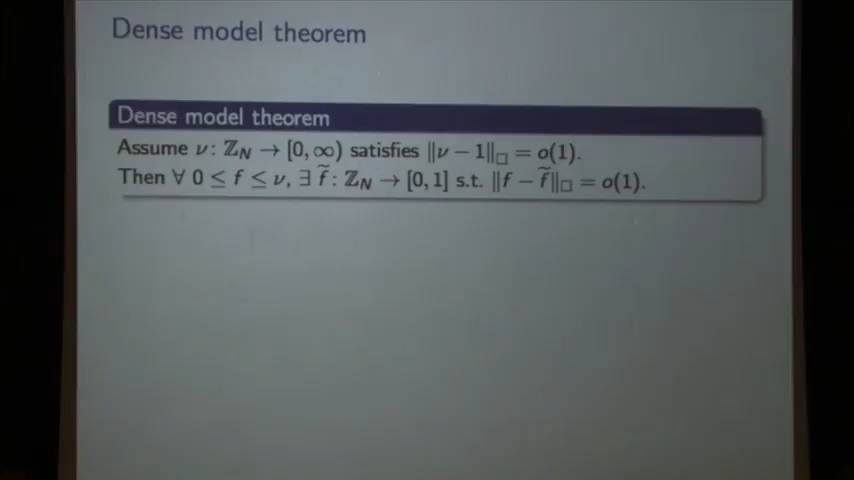 Dense model theorem
Dense model theorem
Assume ν: ℤ_N → [0, ∞) satisfies ‖ν − 1‖_□ = o(1).
Then ∀ 0 ≤ f ≤ ν, ∃ f̃: ℤ_N → [0, 1] s.t. ‖f − f̃‖_□ = o(1).